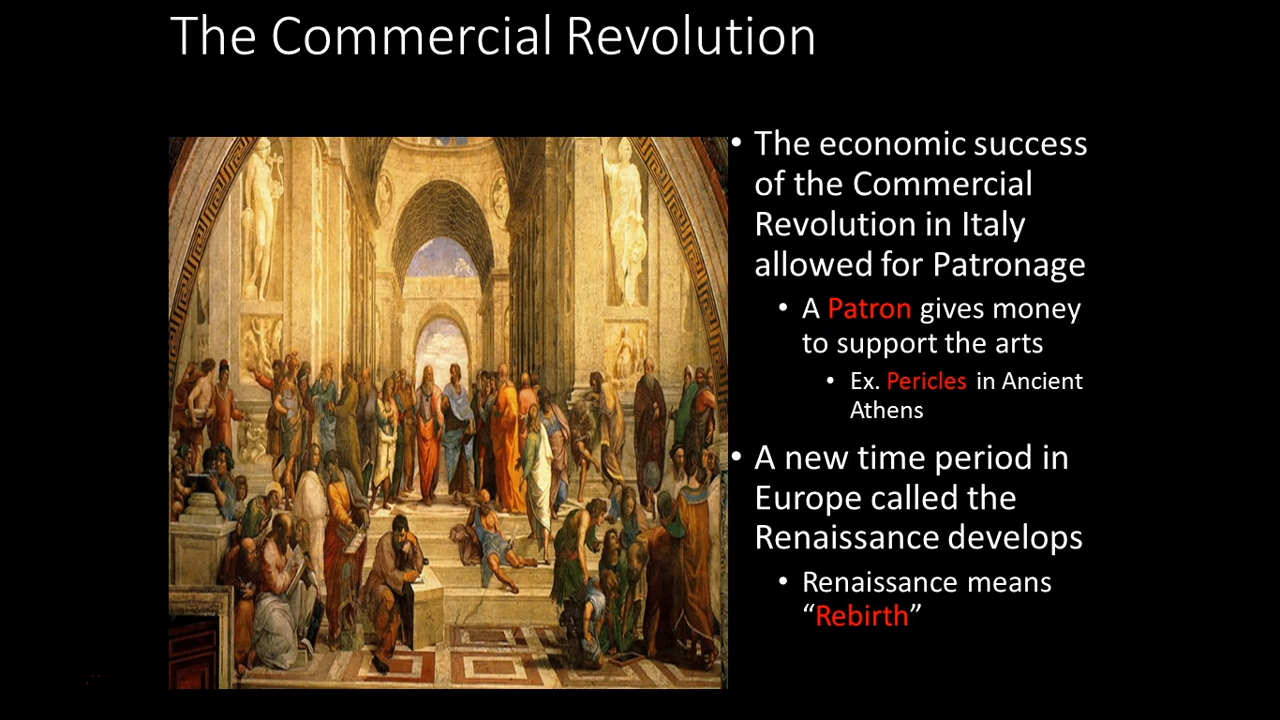 The Commercial Revolution
• The economic success
of the Commercial
Revolution in Italy
allowed for Patronage
• A Patron gives money
to support the arts
• Ex. Pericles in Ancient
Athens
• A new time period in
Europe called the
Renaissance develops
• Renaissance means
“Rebirth”